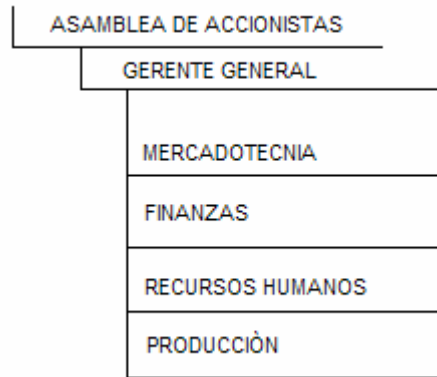 ASAMBLEA DE ACCIONISTAS
GERENTE GENERAL
MERCADOTECNIA
FINANZAS
RECURSOS HUMANOS
PRODUCCIÒN